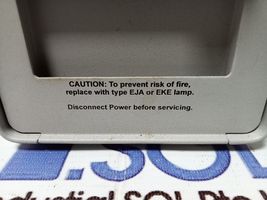 CAUTION: To prevent risk of fire,
replace with type EJA or EKE lamp.
Disconnect Power before servicing.